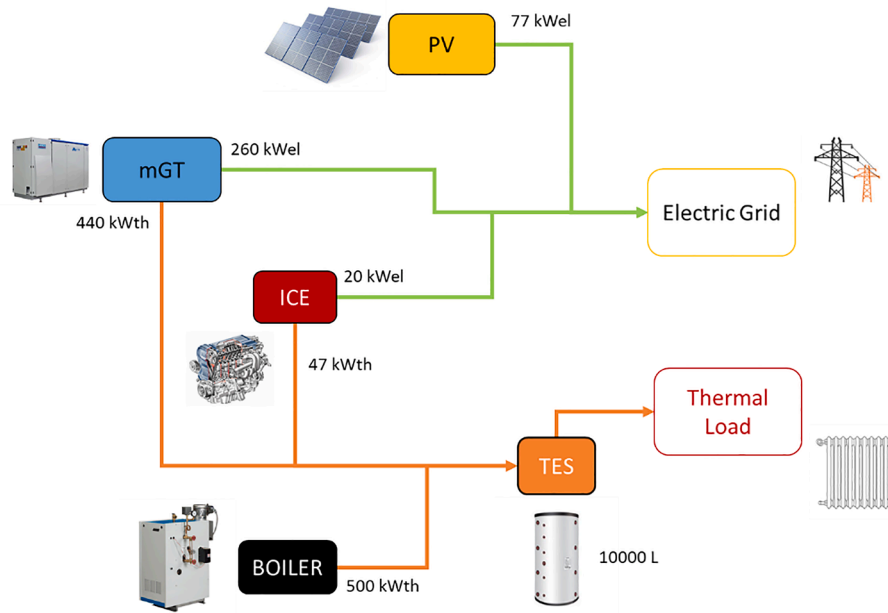 PV
77 kWel
mGT
260 kWel
440 kWth
Electric Grid
ICE
20 kWel
47 kWth
Thermal
Load
TES
BOILER
500 kWth
10000 L